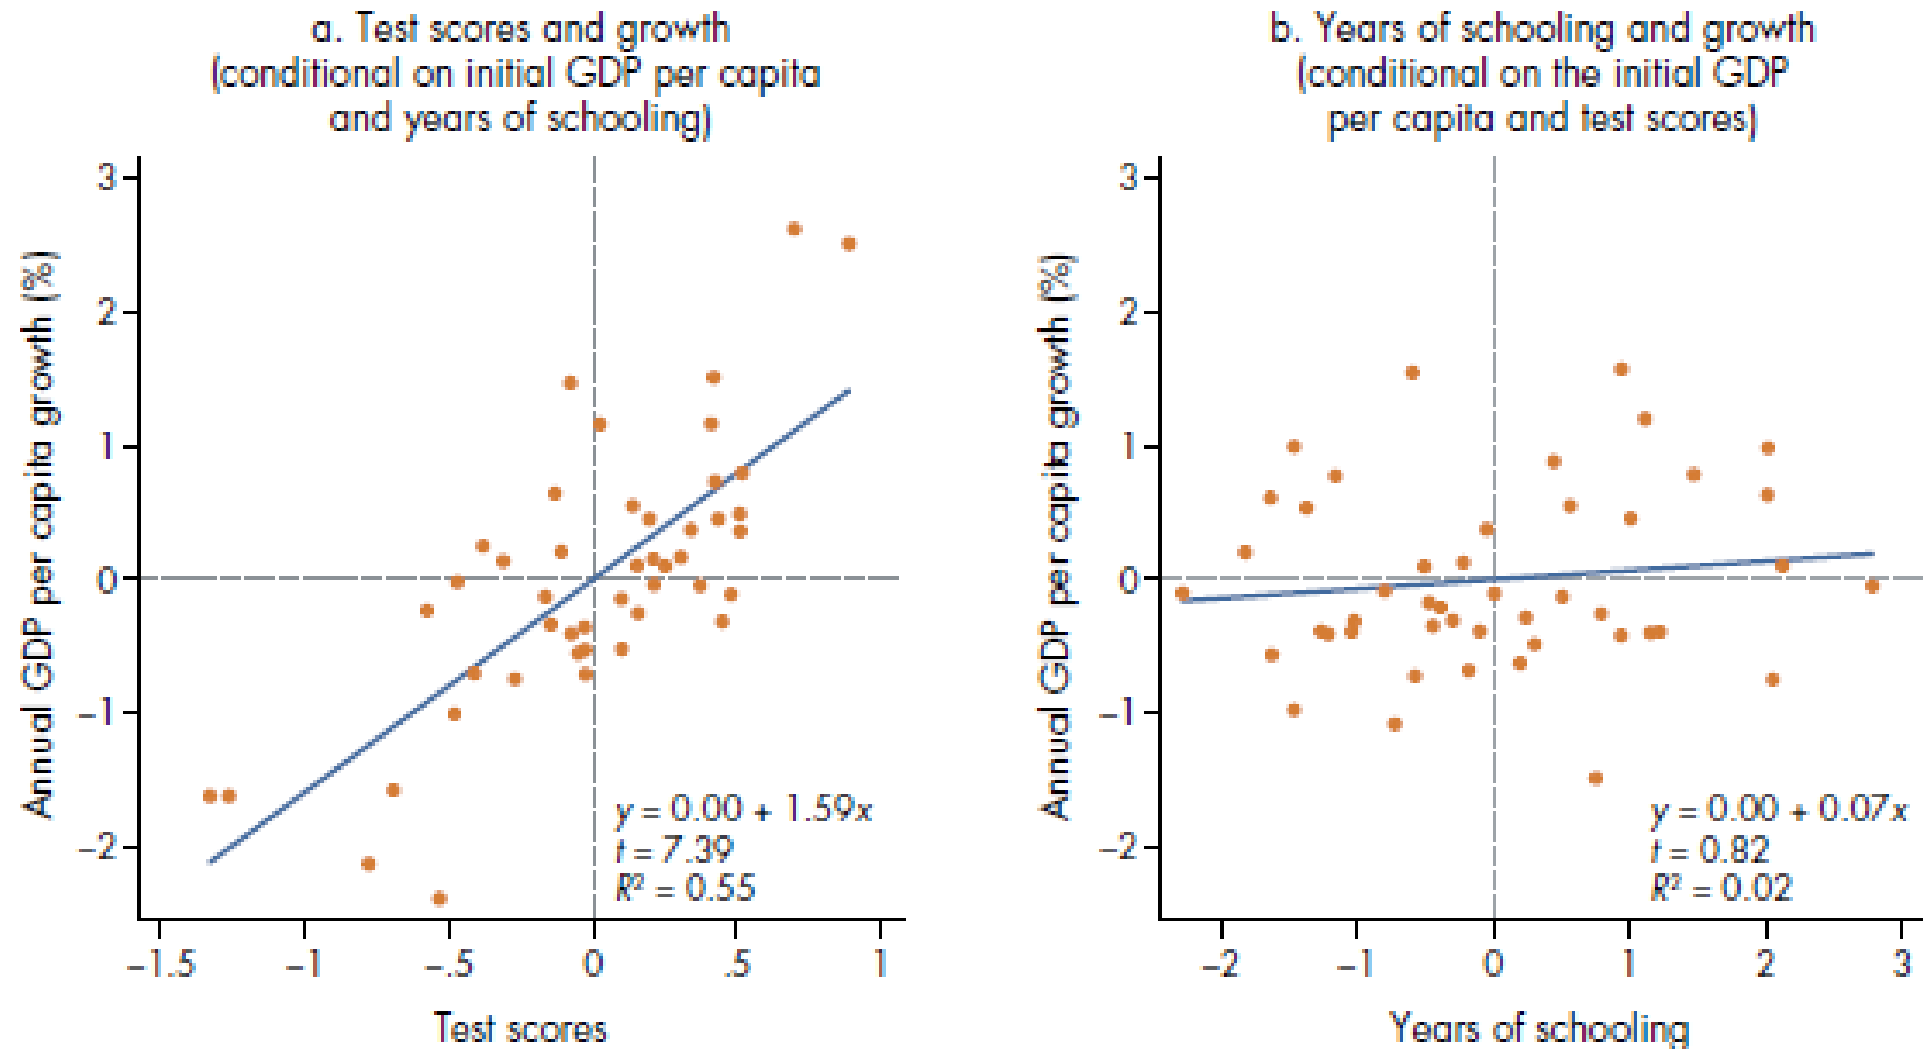 a. Test scores and growth
(conditional on initial GDP per capita
and years of schooling)
Annual GDP per capita growth (%)
3
2
1
0
–1
–2
y = 0.00 + 1.59x
t = 7.39
R² = 0.55
–1.5
–1
–.5
0
.5
1
Test scores
b. Years of schooling and growth
(conditional on the initial GDP
per capita and test scores)
Annual GDP per capita growth (%)
3
2
1
0
–1
–2
y = 0.00 + 0.07x
t = 0.82
R² = 0.02
–2
–1
0
1
2
3
Years of schooling